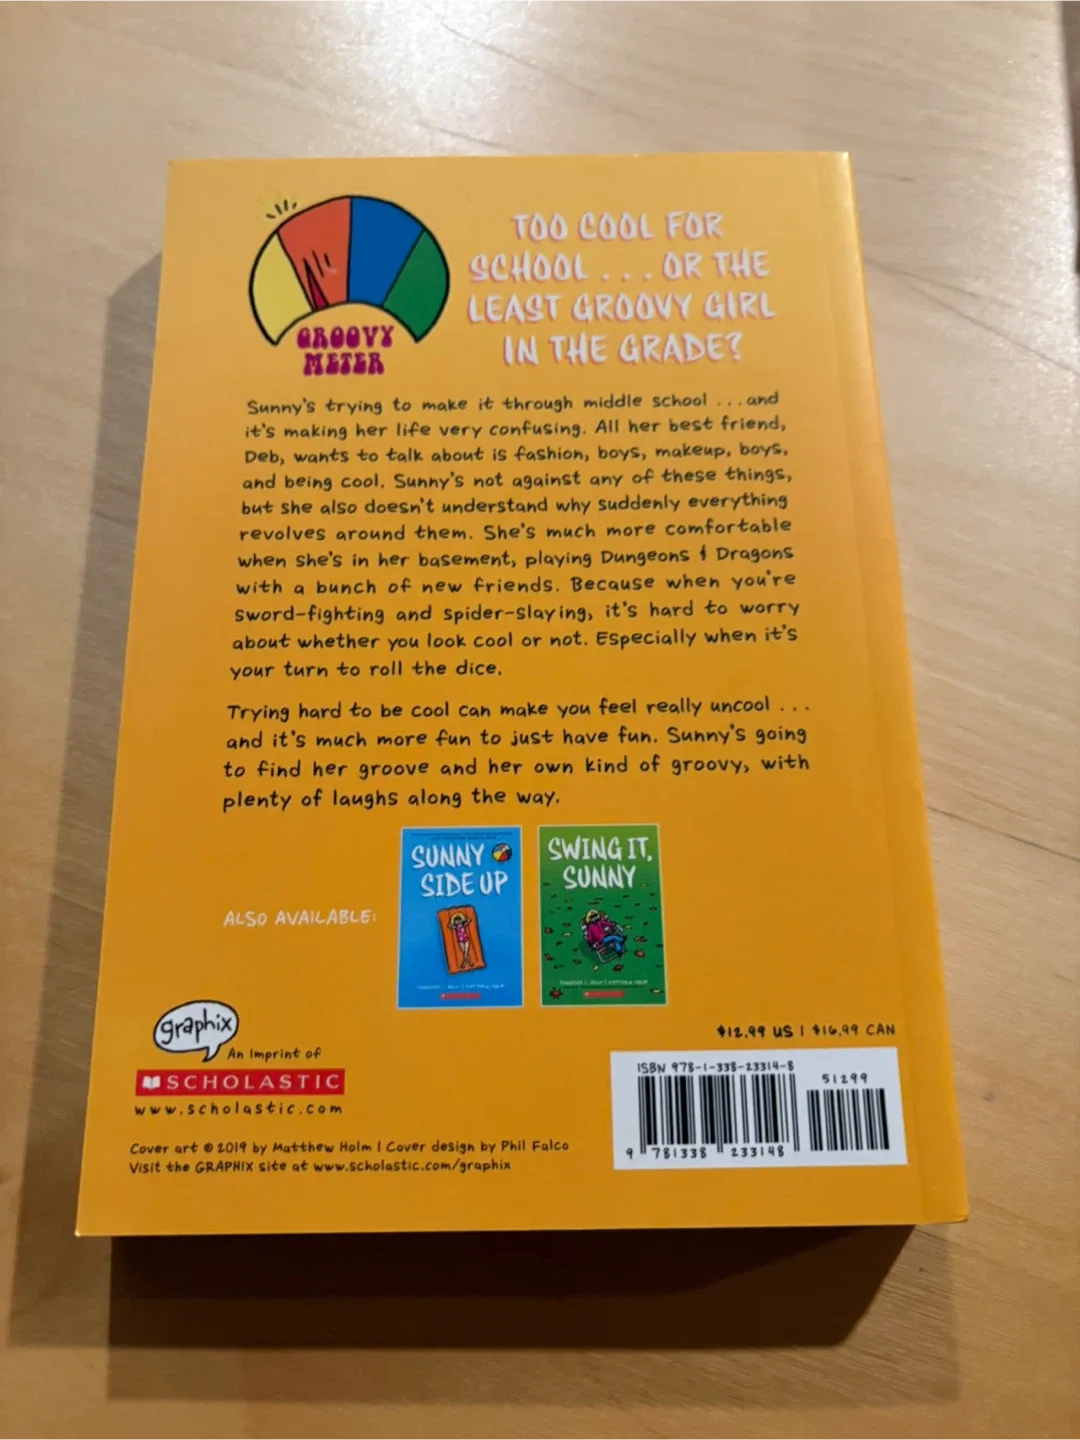 GROOVY
METER
TOO COOL FOR
SCHOOL . . . OR THE
LEAST GROOVY GIRL
IN THE GRADE?
Sunny's trying to make it through middle school ...and
it's making her life very confusing. All her best friend,
Deb, wants to talk about is fashion, boys, makeup, boys,
and being cool. Sunny's not against any of these things,
but she also doesn't understand why suddenly everything
revolves around them. She's much more comfortable
when she's in her basement, playing Dungeons & Dragons
with a bunch of new friends. Because when you're
sword-fighting and spider-slaying, it's hard to worry
about whether you look cool or not. Especially when it's
your turn to roll the dice.
Trying hard to be cool can make you feel really uncool ...
and it's much more fun to just have fun. Sunny's going
to find her groove and her own kind of groovy, with
plenty of laughs along the way.
ALSO AVAILABLE:
SUNNY
SIDE UP
SWING IT,
SUNNY
graphix
An Imprint of
SCHOLASTIC
www.scholastic.com
Cover art © 2019 by Matthew Holm | Cover design by Phil Falco
Visit the GRAPHIX site at www.scholastic.com/graphix
$12.99 US | $16.99 CAN
ISBN 978-1-338-23314-8
51299
9 781338 233148